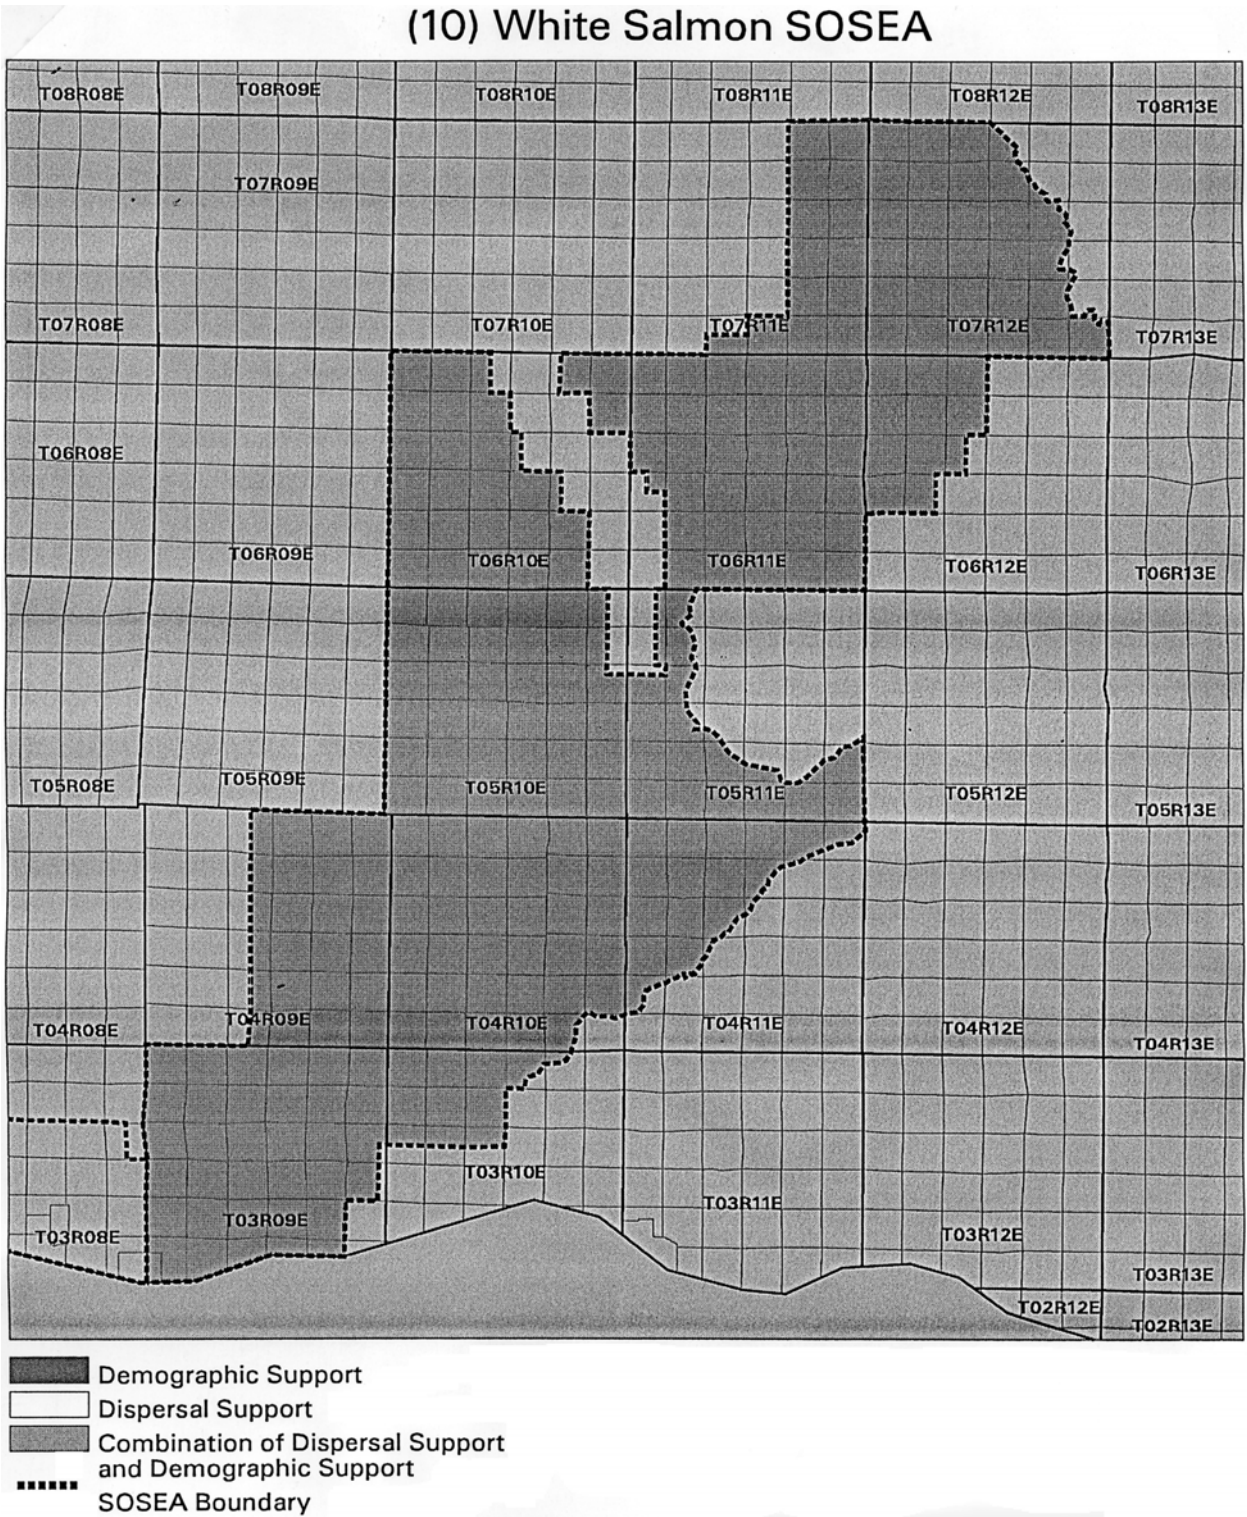 (10) White Salmon SOSEA
T08R08E
T08R09E
T08R10E
T08R11E
T08R12E
T08R13E
T07R09E
T07R08E
T07R10E
T07R11E
T07R12E
T07R13E
T06R08E
T06R09E
T06R10E
T06R11E
T06R12E
T06R13E
T05R08E
T05R09E
T05R10E
T05R11E
T05R12E
T05R13E
T04R08E
T04R09E
T04R10E
T04R11E
T04R12E
T04R13E
T03R10E
T03R11E
T03R08E
T03R09E
T03R12E
T03R13E
T02R12E
T02R13E
Demographic Support
Dispersal Support
Combination of Dispersal Support
and Demographic Support
SOSEA Boundary